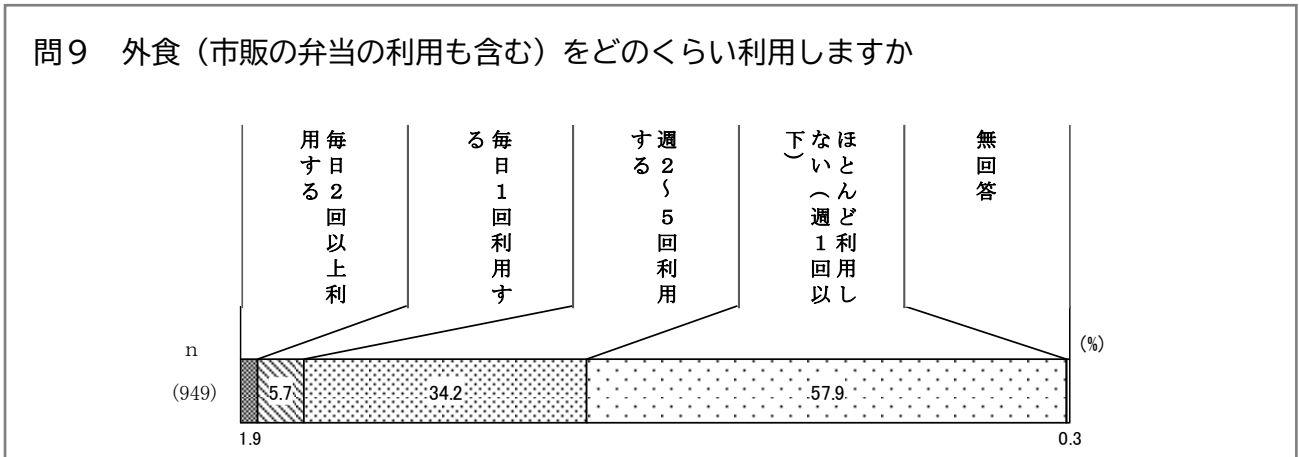 問9　外食（市販の弁当の利用も含む）をどのくらい利用しますか
毎日2回以上利
用する
毎日1回利用す
る
週2～5回利用
する
ほとんど利用し
ない（週1回以
下）
無回答
n
(%)
(949)
5.7
34.2
57.9
1.9
0.3